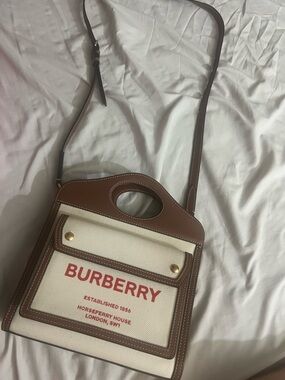 BURBERRY
ESTABLISHED 1856
HORSEFERRY HOUSE
LONDON, SW1